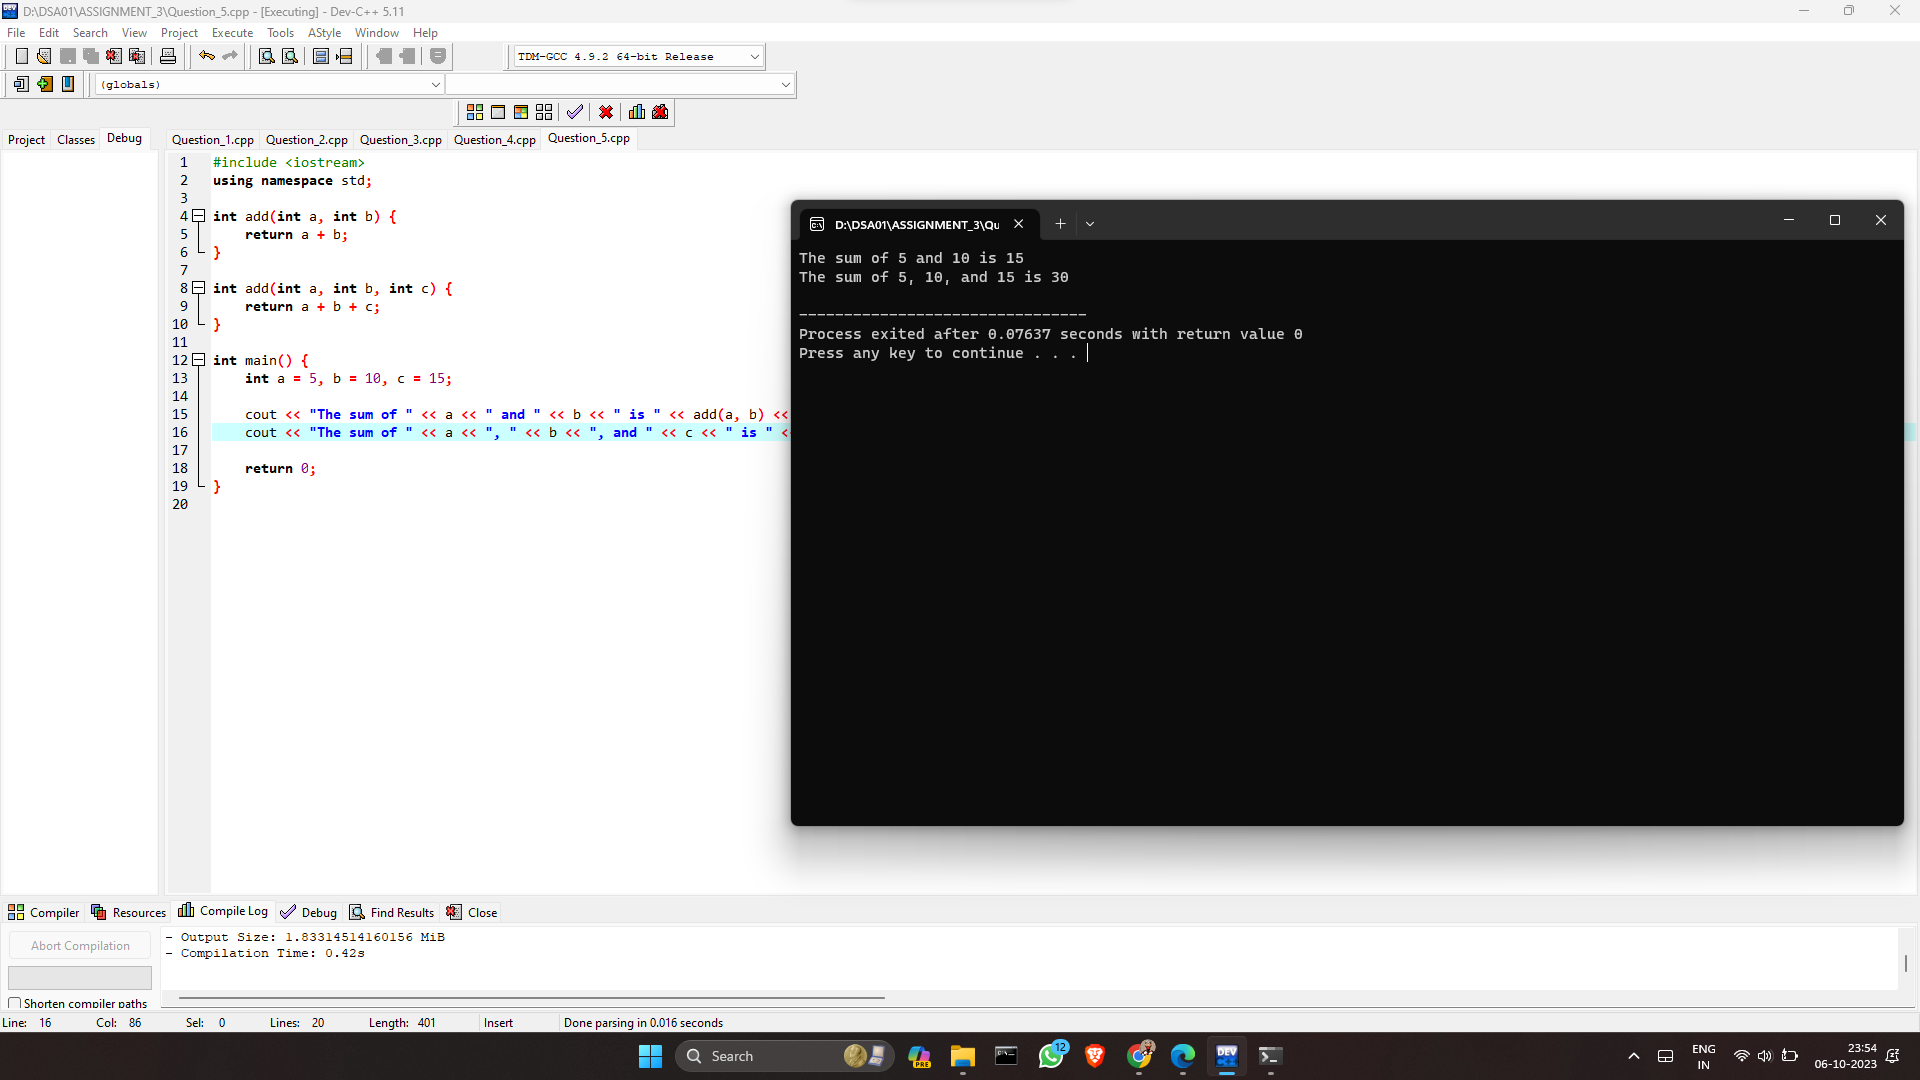 D:\DSA01\ASSIGNMENT_3\Question_5.cpp - [Executing] - Dev-C++ 5.11
File Edit Search View Project Execute Tools AStyle Window Help
TDM-GCC 4.9.2 64-bit Release
(globals)
Project Classes Debug
Question_1.cpp Question_2.cpp Question_3.cpp Question_4.cpp Question_5.cpp
1 #include <iostream>
2 using namespace std;
3
4 int add(int a, int b) {
5 return a + b;
6 }
7
8 int add(int a, int b, int c) {
9 return a + b + c;
10 }
11
12 int main() {
13 int a = 5, b = 10, c = 15;
14
15 cout << "The sum of " << a << " and " << b << " is " << add(a, b) <<
16 cout << "The sum of " << a << ", " << b << ", and " << c << " is " <
17
18 return 0;
19 }
20
D:\DSA01\ASSIGNMENT_3\Qu
The sum of 5 and 10 is 15
The sum of 5, 10, and 15 is 30
--------------------------------
Process exited after 0.07637 seconds with return value 0
Press any key to continue . . .
Compiler Resources Compile Log Debug Find Results Close
Abort Compilation
Shorten compiler paths
- Output Size: 1.83314514160156 MiB
- Compilation Time: 0.42s
Line: 16 Col: 86 Sel: 0 Lines: 20 Length: 401 Insert Done parsing in 0.016 seconds
Search
PRE
12
DEV
ENG
IN
23:54
06-10-2023